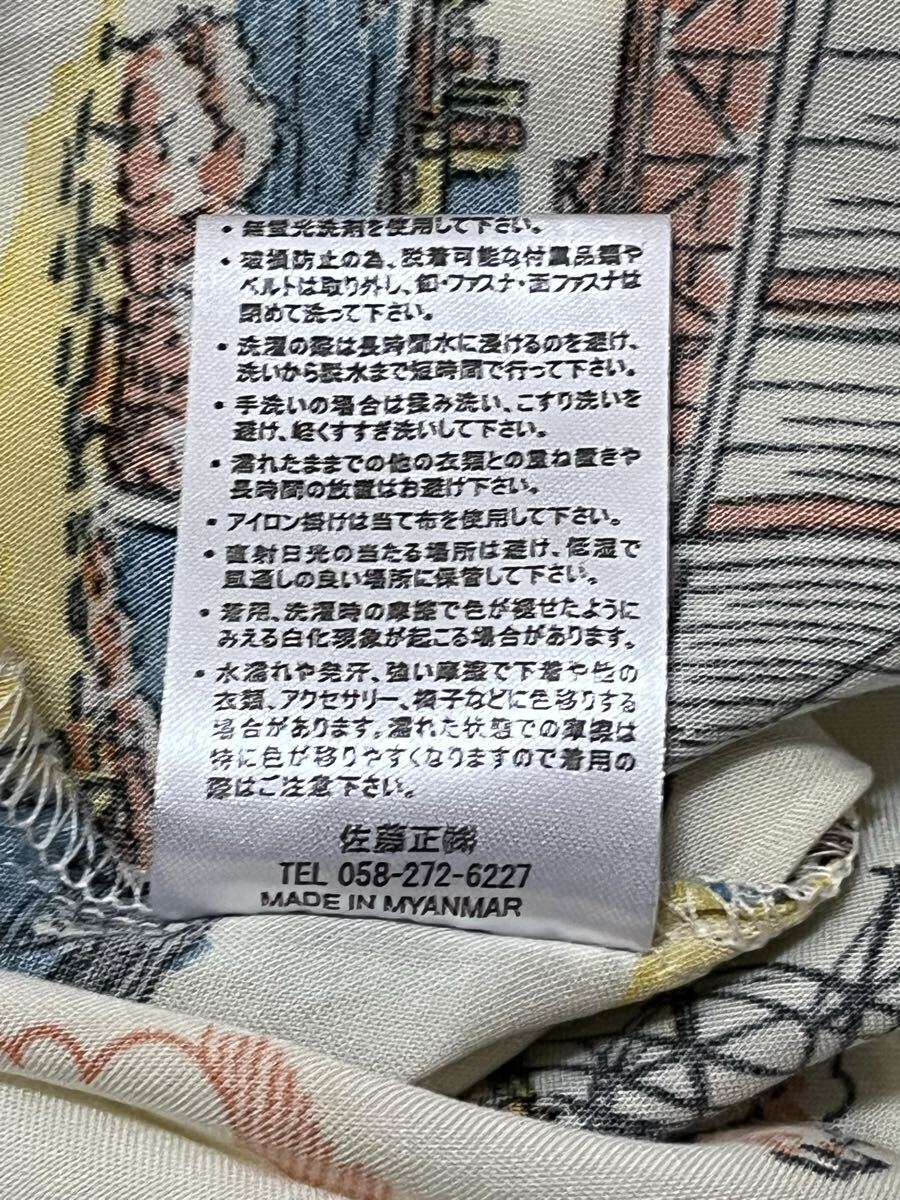 ・無蛍光洗剤を使用して下さい。
・破損防止の為、脱着可能な付属品類や
ベルトは取り外し、釦・ファスナ・面ファスナは
閉めて洗って下さい。
・洗濯の際は長時間水に浸けるのを避け、
洗いから脱水まで短時間で行って下さい。
・手洗いの場合は揉み洗い、こすり洗いを
避け、軽くすすぎ洗いして下さい。
・濡れたままでの他の衣類との重ね置きや
長時間の放置はお避け下さい。
・アイロン掛けは当て布を使用して下さい。
・直射日光の当たる場所は避け、低湿で
風通しの良い場所に保管して下さい。
・着用、洗濯時の摩擦で色が褪せたように
みえる白化現象が起こる場合があります。
・水濡れや発汗、強い摩擦で下着や他の
衣類、アクセサリー、椅子などに色移りする
場合があります。濡れた状態での摩擦は
特に色が移りやすくなりますので着用の
際はご注意下さい。
佐藤正㈱
TEL 058-272-6227
MADE IN MYANMAR